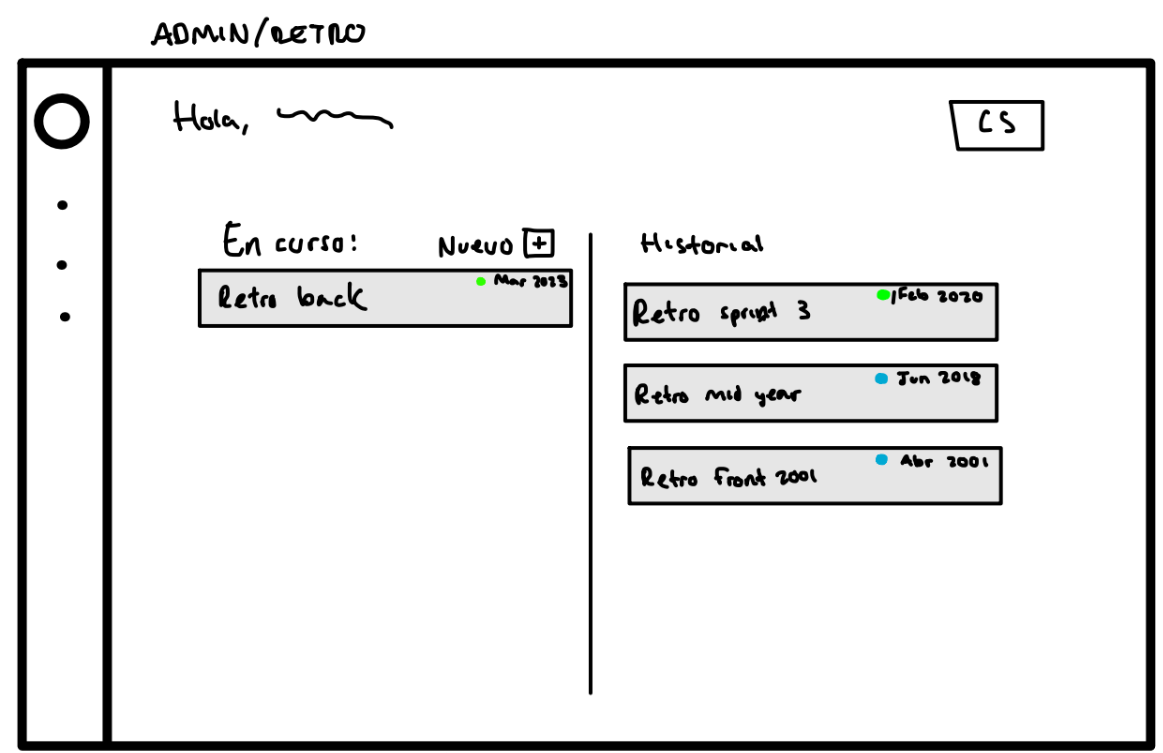 ADMIN/RETRO
Hola,
CS
En curso:
Nuevo +
Retro back
Mar 2023
Historial
Retro sprint 3
Feb 2020
Retro mid year
Jun 2018
Retro front 2001
Abr 2001